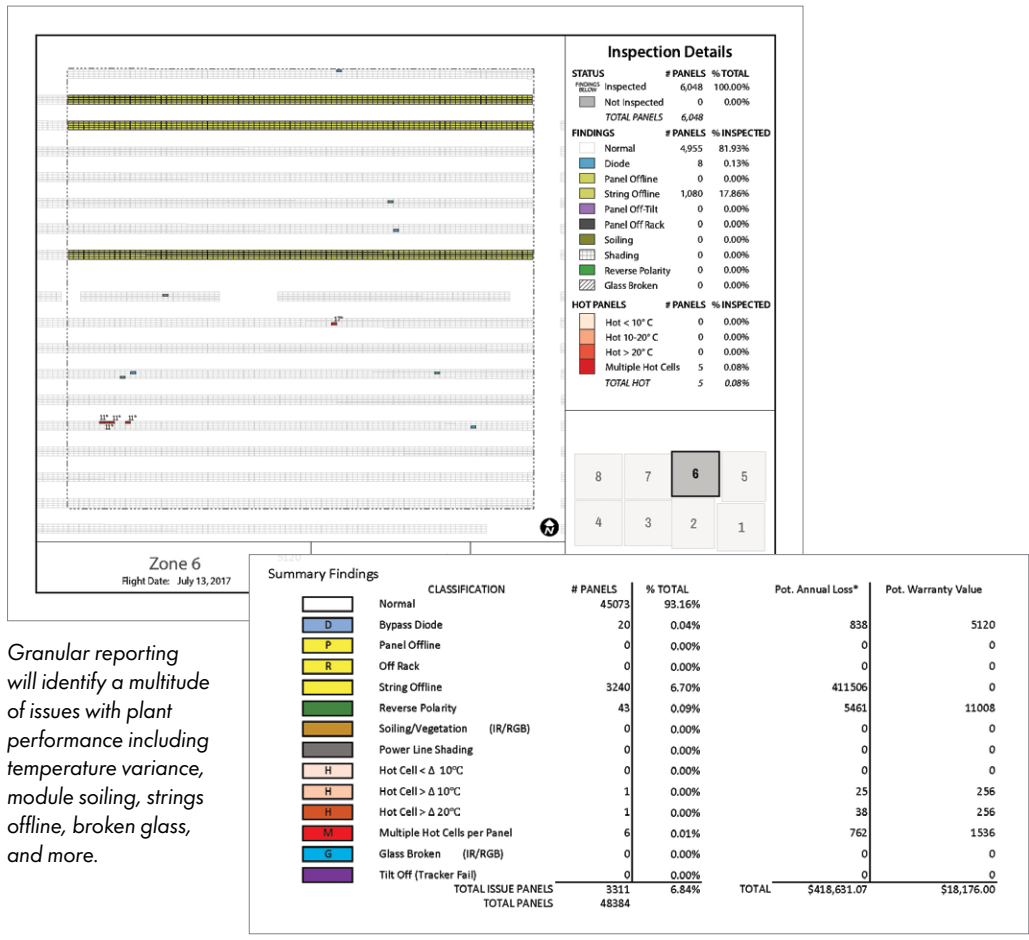 Inspection Details
STATUS # PANELS % TOTAL
FINDINGS BELOW Inspected 6,048 100.00%
Not Inspected 0 0.00%
TOTAL PANELS 6,048
FINDINGS # PANELS % INSPECTED
Normal 4,955 81.93%
Diode 8 0.13%
Panel Offline 0 0.00%
String Offline 1,080 17.86%
Panel Off-Tilt 0 0.00%
Panel Off Rack 0 0.00%
Soiling 0 0.00%
Shading 0 0.00%
Reverse Polarity 0 0.00%
Glass Broken 0 0.00%
HOT PANELS # PANELS % INSPECTED
Hot < 10° C 0 0.00%
Hot 10-20° C 0 0.00%
Hot > 20° C 0 0.00%
Multiple Hot Cells 5 0.08%
TOTAL HOT 5 0.08%
17°
11° 11° 11°
11°
N
8 7 6 5
4 3 2 1
Zone 6
Flight Date: July 13, 2017
Granular reporting
will identify a multitude
of issues with plant
performance including
temperature variance,
module soiling, strings
offline, broken glass,
and more.
Summary Findings
CLASSIFICATION # PANELS % TOTAL Pot. Annual Loss* Pot. Warranty Value
Normal 45073 93.16%
D Bypass Diode 20 0.04% 838 5120
P Panel Offline 0 0.00% 0 0
R Off Rack 0 0.00% 0 0
String Offline 3240 6.70% 411506 0
Reverse Polarity 43 0.09% 5461 11008
Soiling/Vegetation (IR/RGB) 0 0.00% 0 0
Power Line Shading 0 0.00% 0 0
H Hot Cell < Δ 10°C 0 0.00% 0 0
H Hot Cell > Δ 10°C 1 0.00% 25 256
H Hot Cell > Δ 20°C 1 0.00% 38 256
M Multiple Hot Cells per Panel 6 0.01% 762 1536
G Glass Broken (IR/RGB) 0 0.00% 0 0
Tilt Off (Tracker Fail) 0 0.00% 0 0
TOTAL ISSUE PANELS 3311 6.84% TOTAL $418,631.07 $18,176.00
TOTAL PANELS 48384